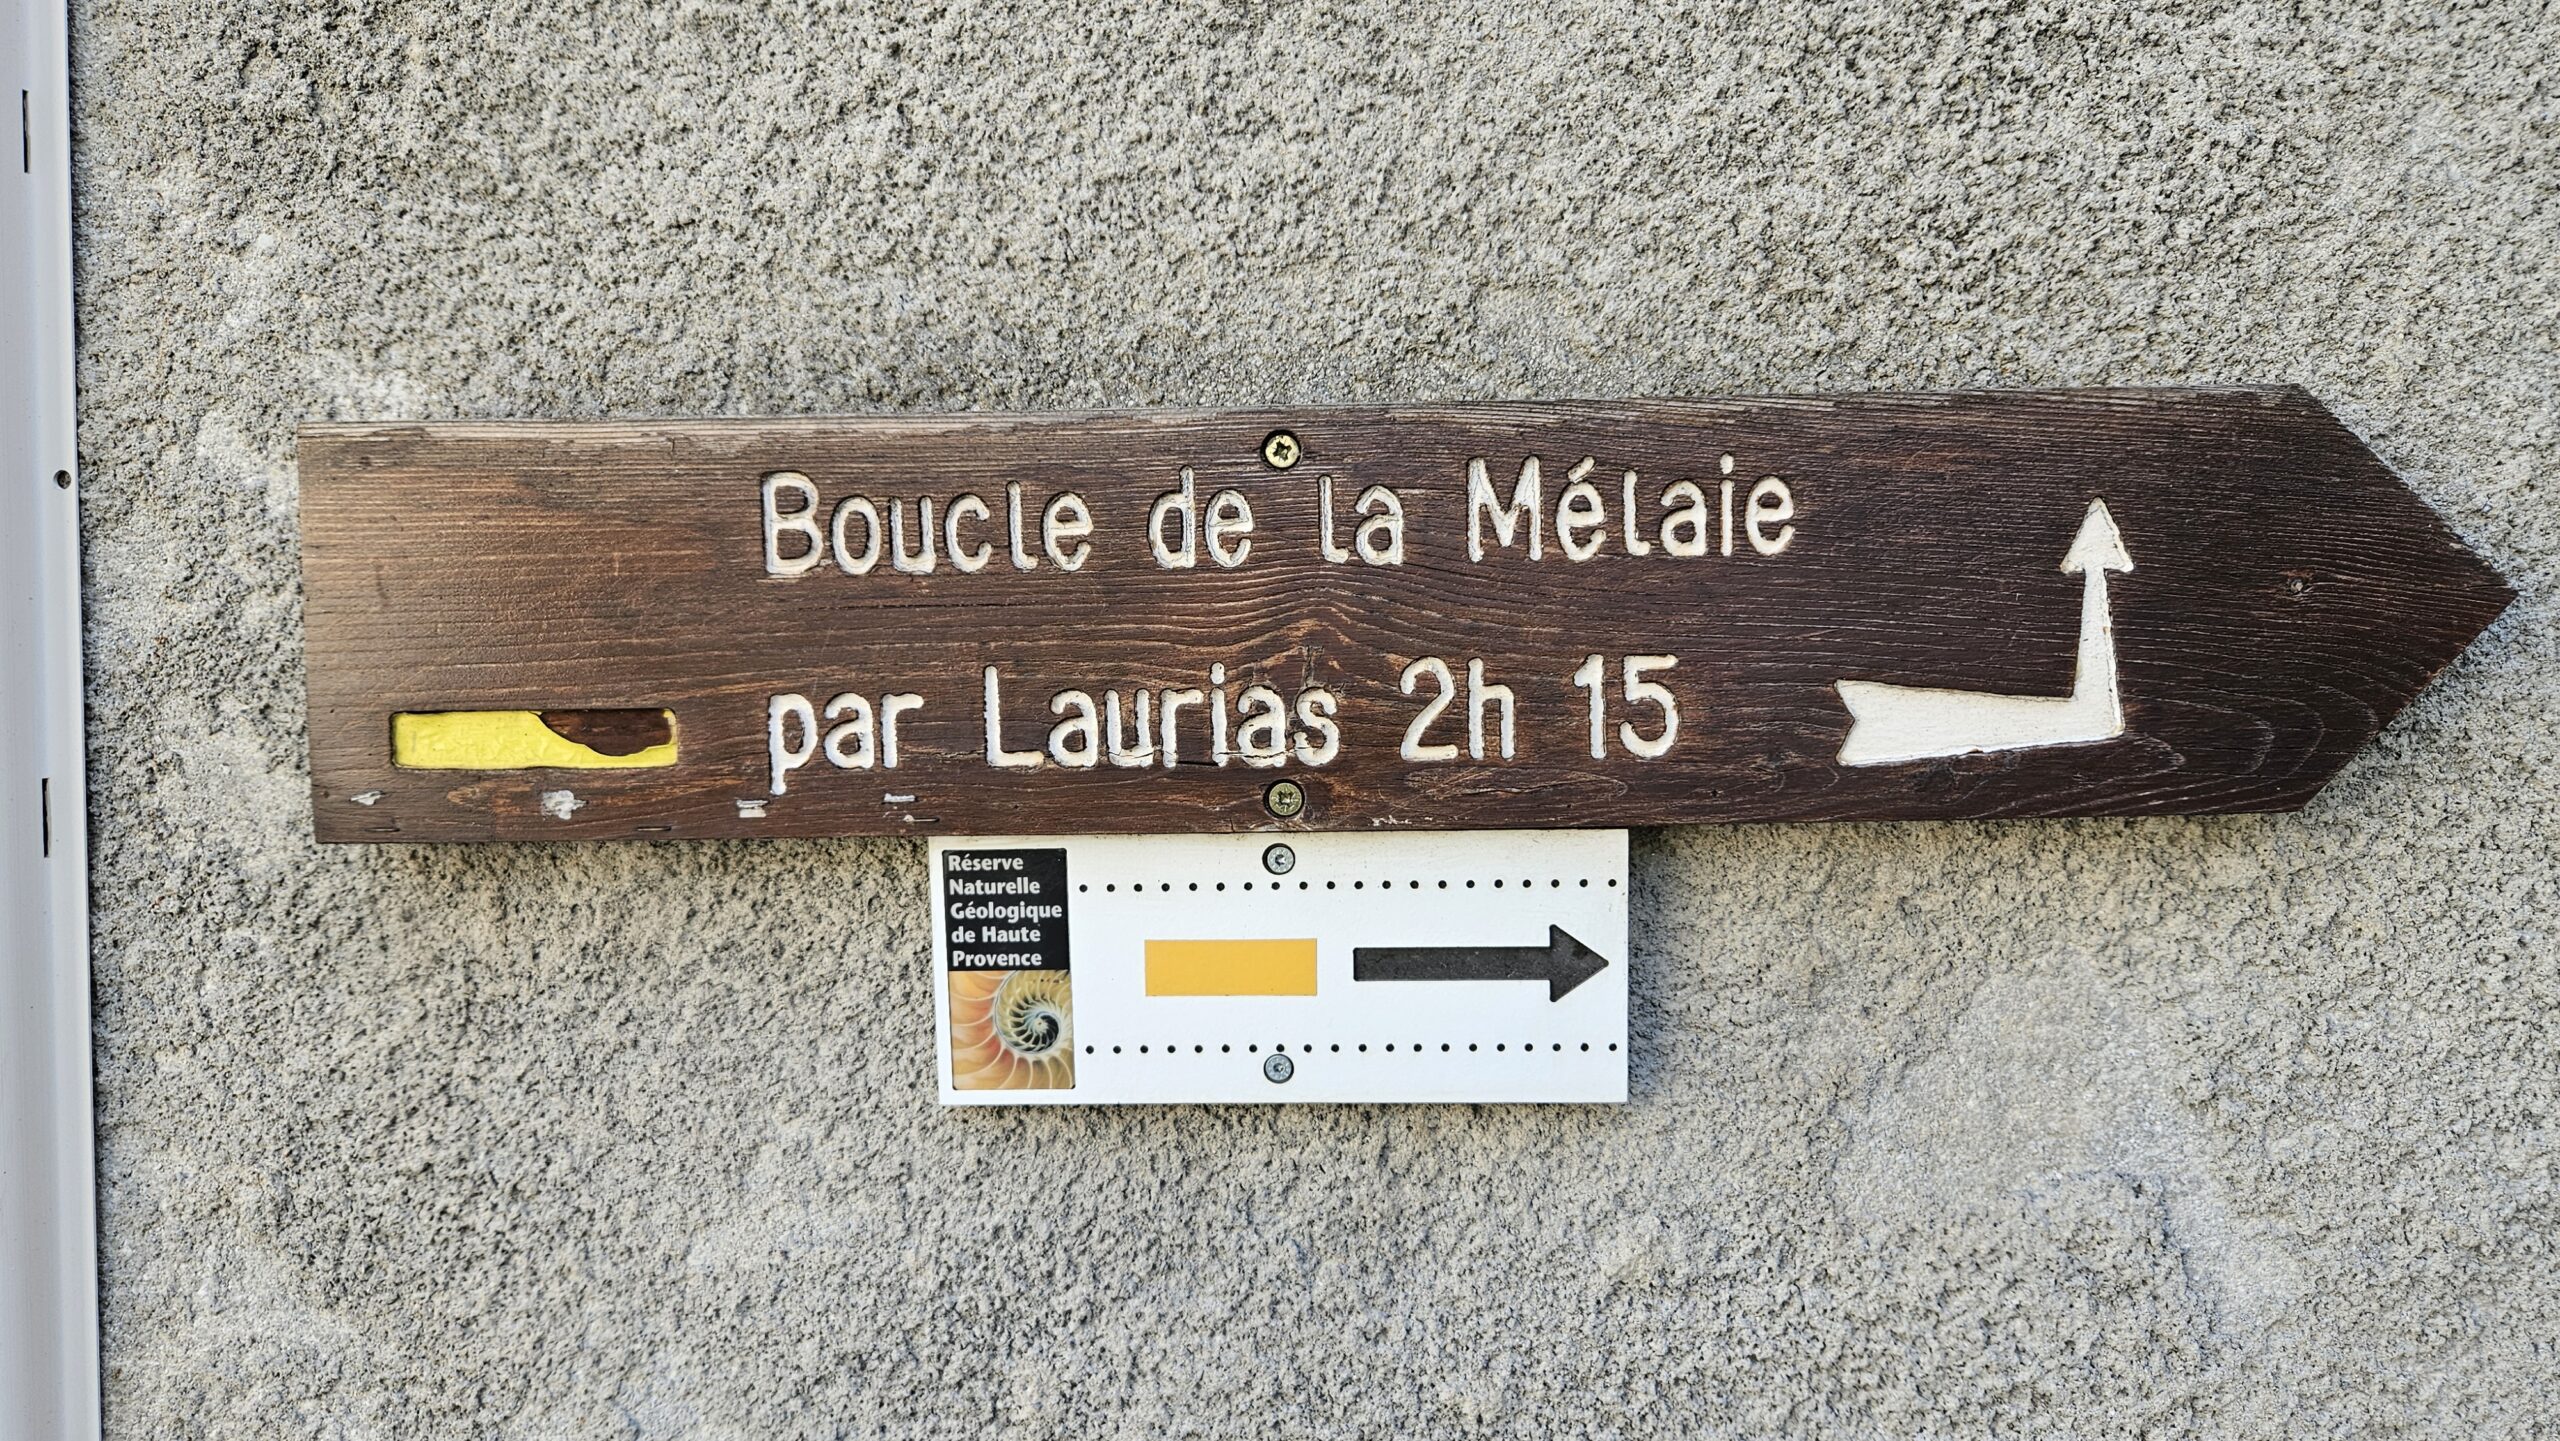 Boucle de la Mélaie
par Laurias 2h 15
Réserve
Naturelle
Géologique
de Haute
Provence